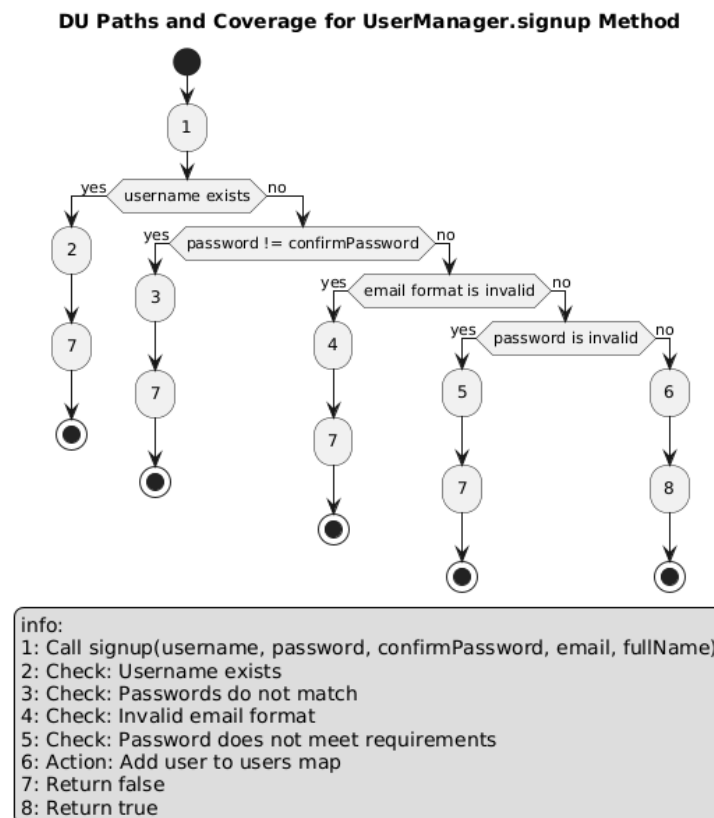 DU Paths and Coverage for UserManager.signup Method
1
yes username exists no
2
yes password != confirmPassword no
3
7
yes email format is invalid no
4
7
yes password is invalid no
5
6
7
7
8
info:
1: Call signup(username, password, confirmPassword, email, fullName)
2: Check: Username exists
3: Check: Passwords do not match
4: Check: Invalid email format
5: Check: Password does not meet requirements
6: Action: Add user to users map
7: Return false
8: Return true